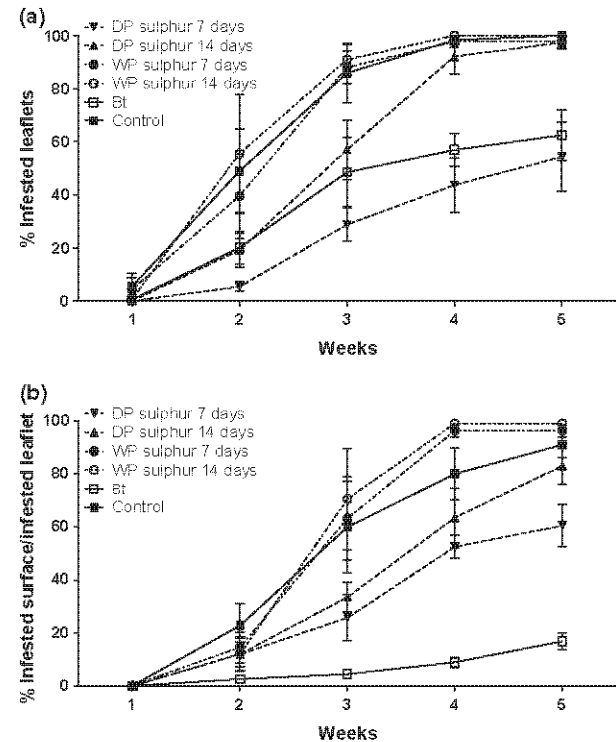 (a)
DP sulphur 7 days
DP sulphur 14 days
WP sulphur 7 days
WP sulphur 14 days
Bt
Control
% Infested leaflets
100
80
60
40
20
0
1 2 3 4 5
Weeks
(b)
DP sulphur 7 days
DP sulphur 14 days
WP sulphur 7 days
WP sulphur 14 days
Bt
Control
% Infested surface/infested leaflet
100
80
60
40
20
0
1 2 3 4 5
Weeks